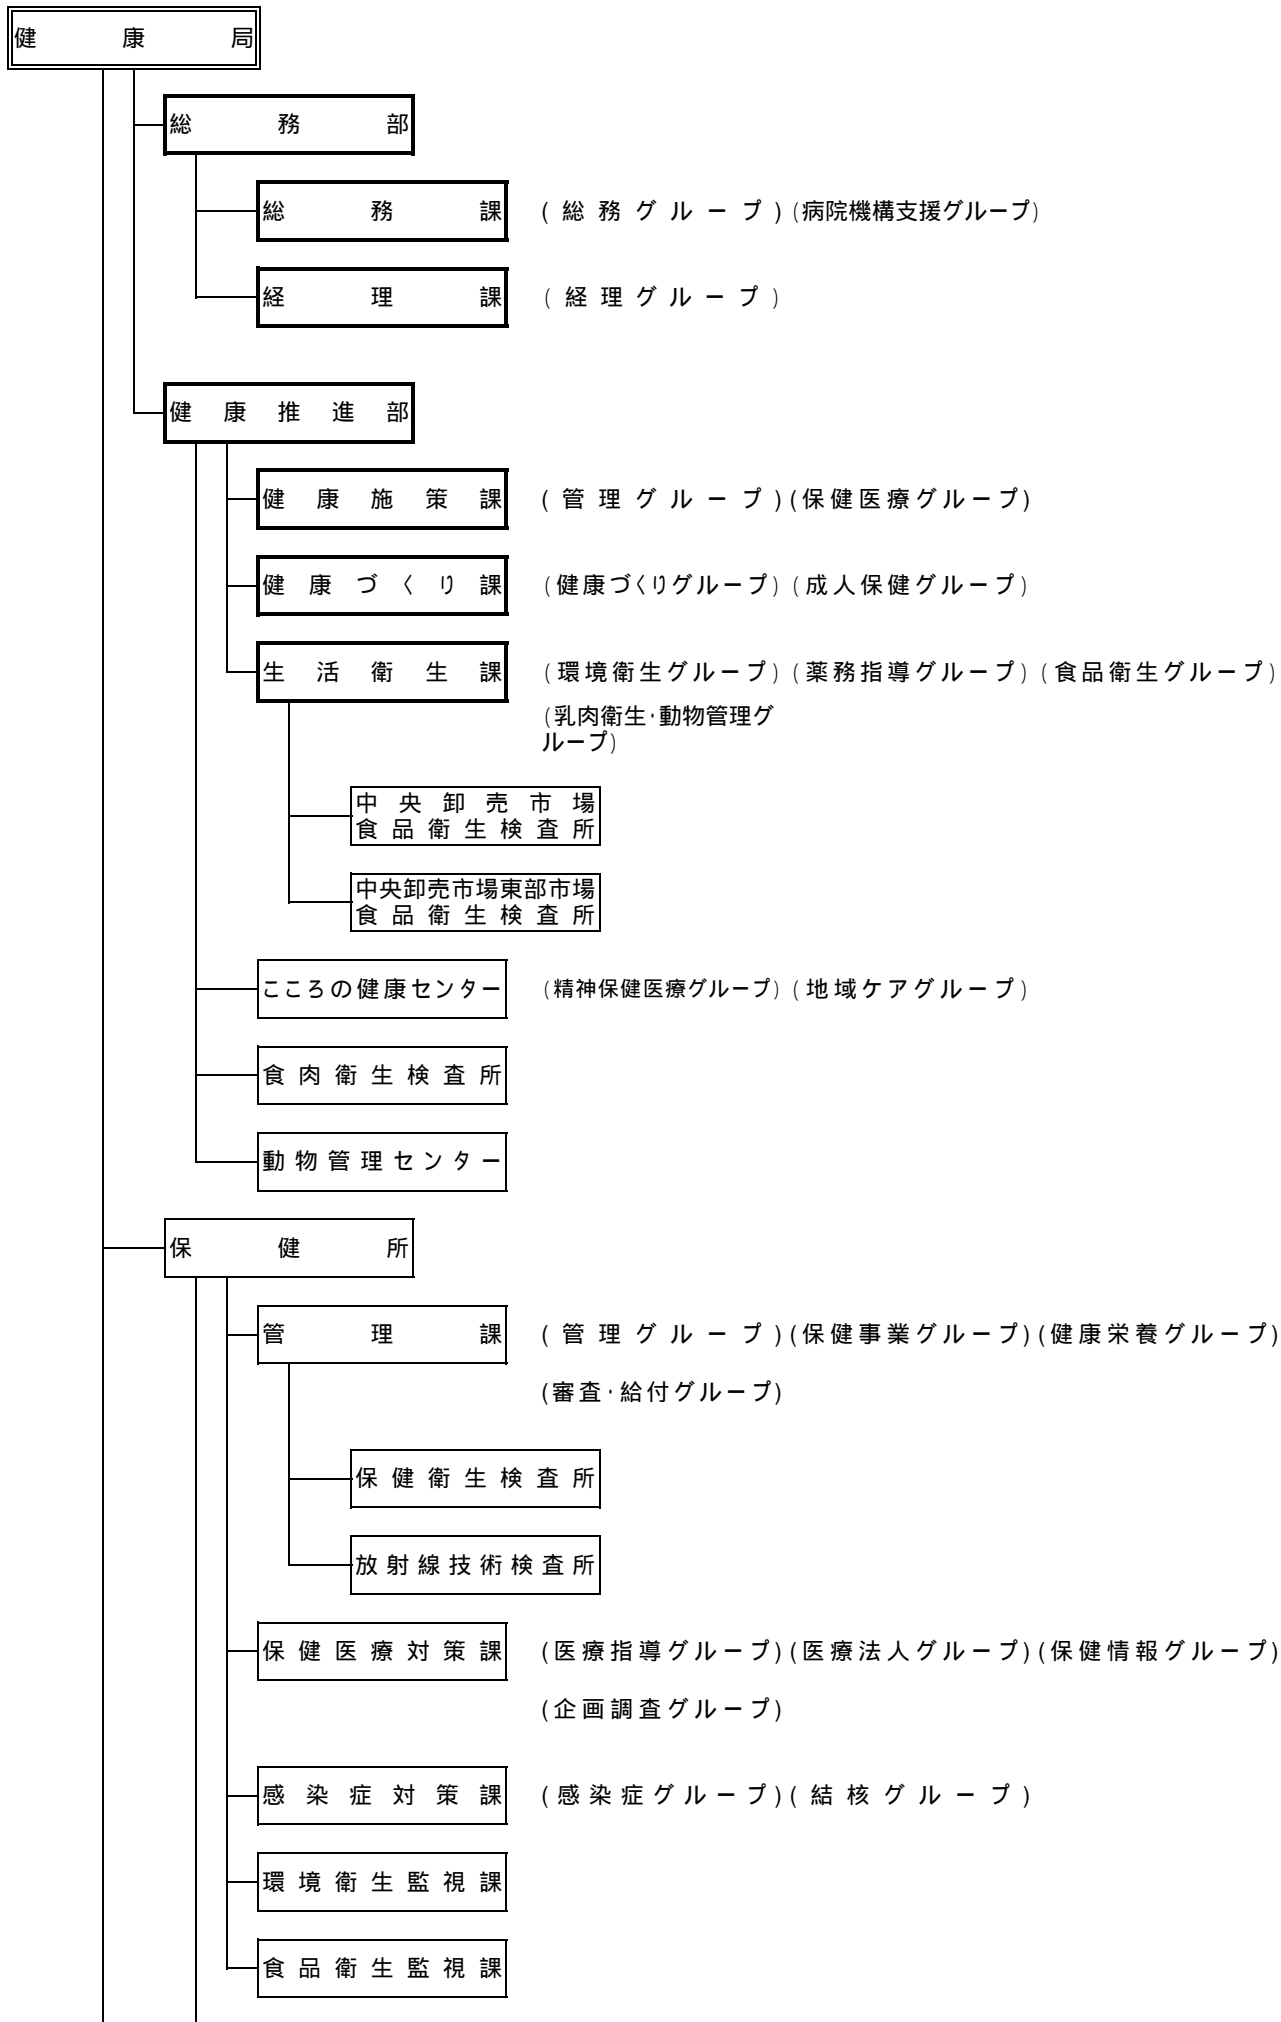 健康局
総務部
総務課 (総務グループ)(病院機構支援グループ)
経理課 (経理グループ)
健康推進部
健康施策課 (管理グループ)(保健医療グループ)
健康づくり課 (健康づくりグループ)(成人保健グループ)
生活衛生課 (環境衛生グループ)(薬務指導グループ)(食品衛生グループ)
(乳肉衛生・動物管理グ
ループ)
中央卸売市場
食品衛生検査所
中央卸売市場東部市場
食品衛生検査所
こころの健康センター (精神保健医療グループ)(地域ケアグループ)
食肉衛生検査所
動物管理センター
保健所
管理課 (管理グループ)(保健事業グループ)(健康栄養グループ)
(審査・給付グループ)
保健衛生検査所
放射線技術検査所
保健医療対策課 (医療指導グループ)(医療法人グループ)(保健情報グループ)
(企画調査グループ)
感染症対策課 (感染症グループ)(結核グループ)
環境衛生監視課
食品衛生監視課